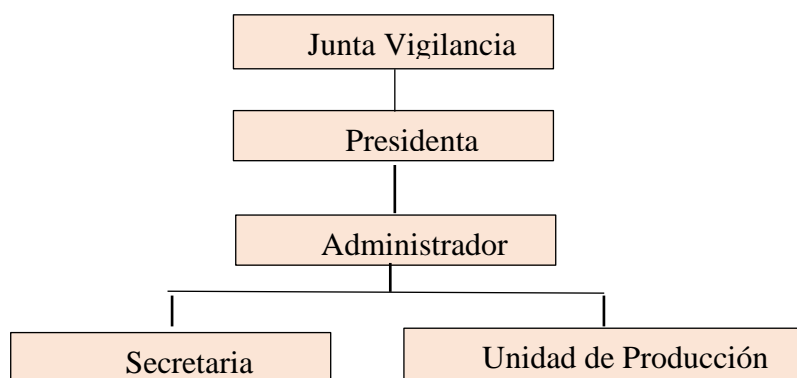 Junta Vigilancia
Presidenta
Administrador
Secretaria
Unidad de Producción